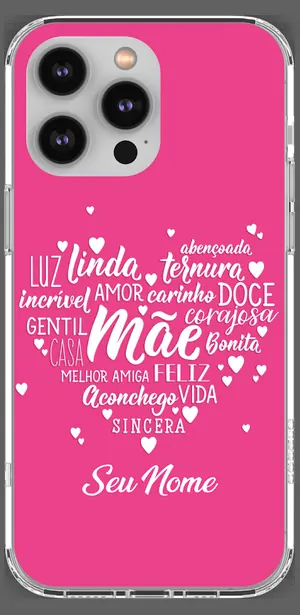 abençoada
LUZ linda ternura
incrível AMOR carinho DOCE
GENTIL Mãe corajosa
CASA Bonita
MELHOR AMIGA FELIZ
Aconchego VIDA
SINCERA
Seu Nome